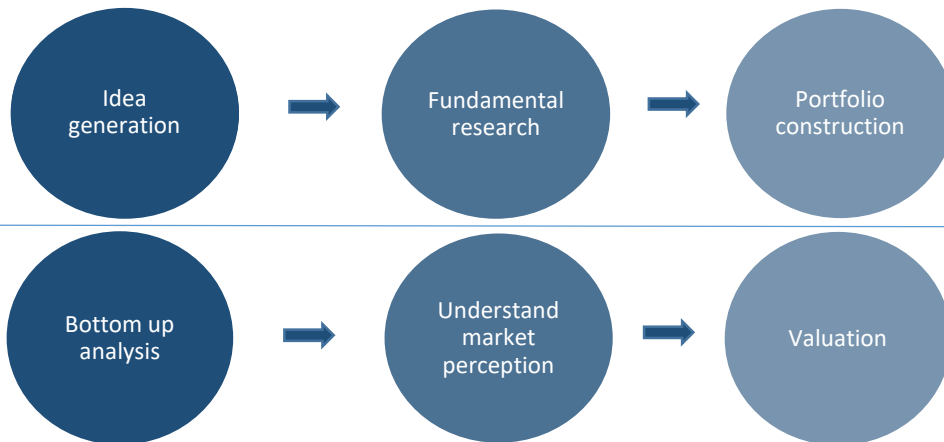 Idea
generation
Fundamental
research
Portfolio
construction
Bottom up
analysis
Understand
market
perception
Valuation